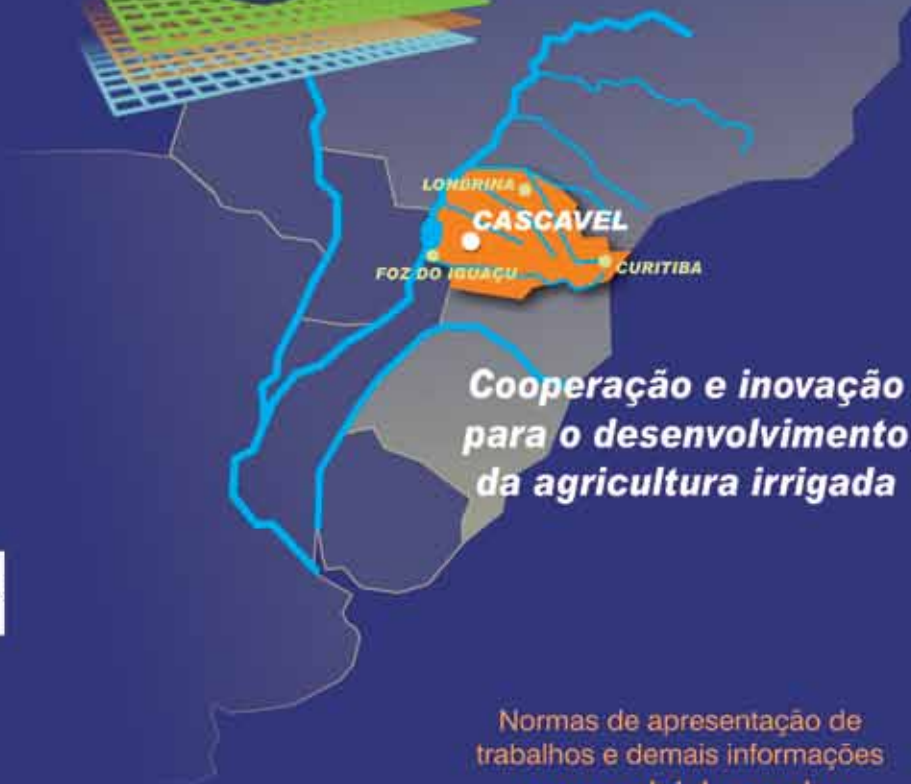 LONDRINA
CASCAVEL
FOZ DO IGUAÇU
CURITIBA
Cooperação e inovação
para o desenvolvimento
da agricultura irrigada
Normas de apresentação de
trabalhos e demais informações